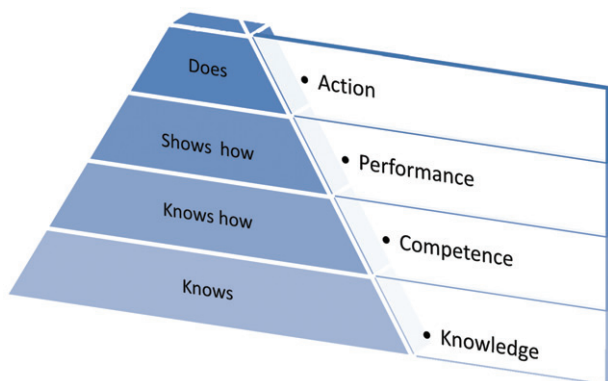 Does
• Action
Shows how
• Performance
Knows how
• Competence
Knows
• Knowledge